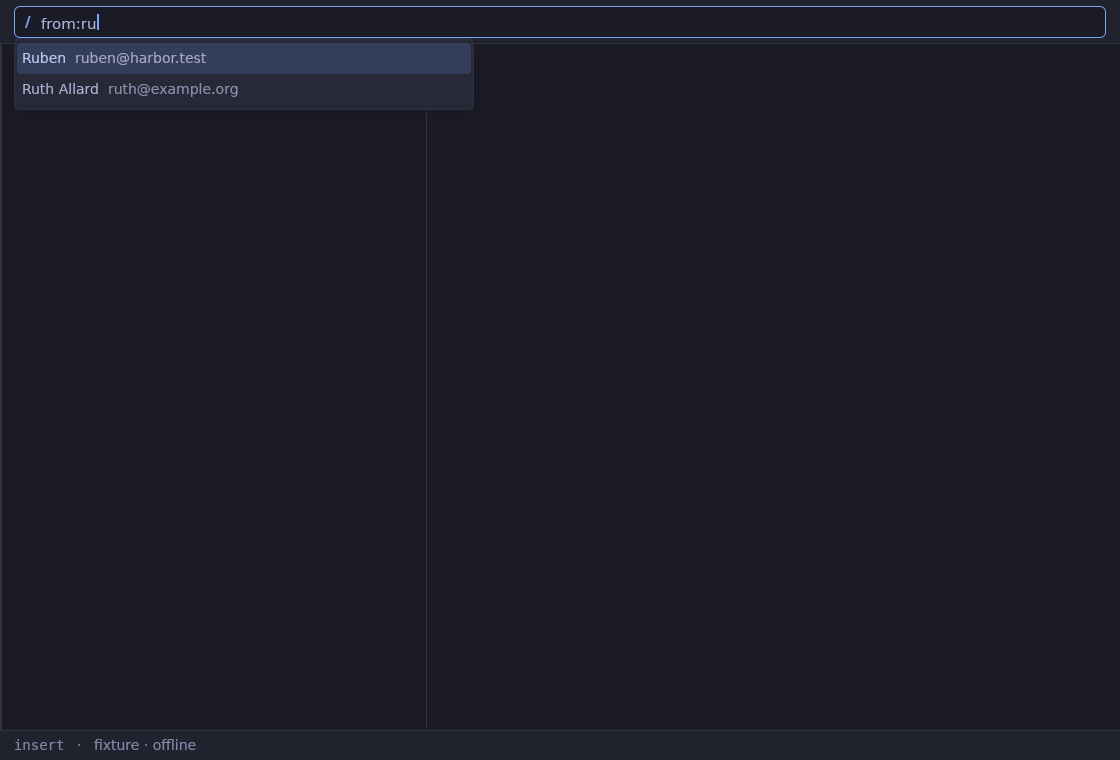 / from:ru
Ruben ruben@harbor.test
Ruth Allard ruth@example.org
insert · fixture · offline